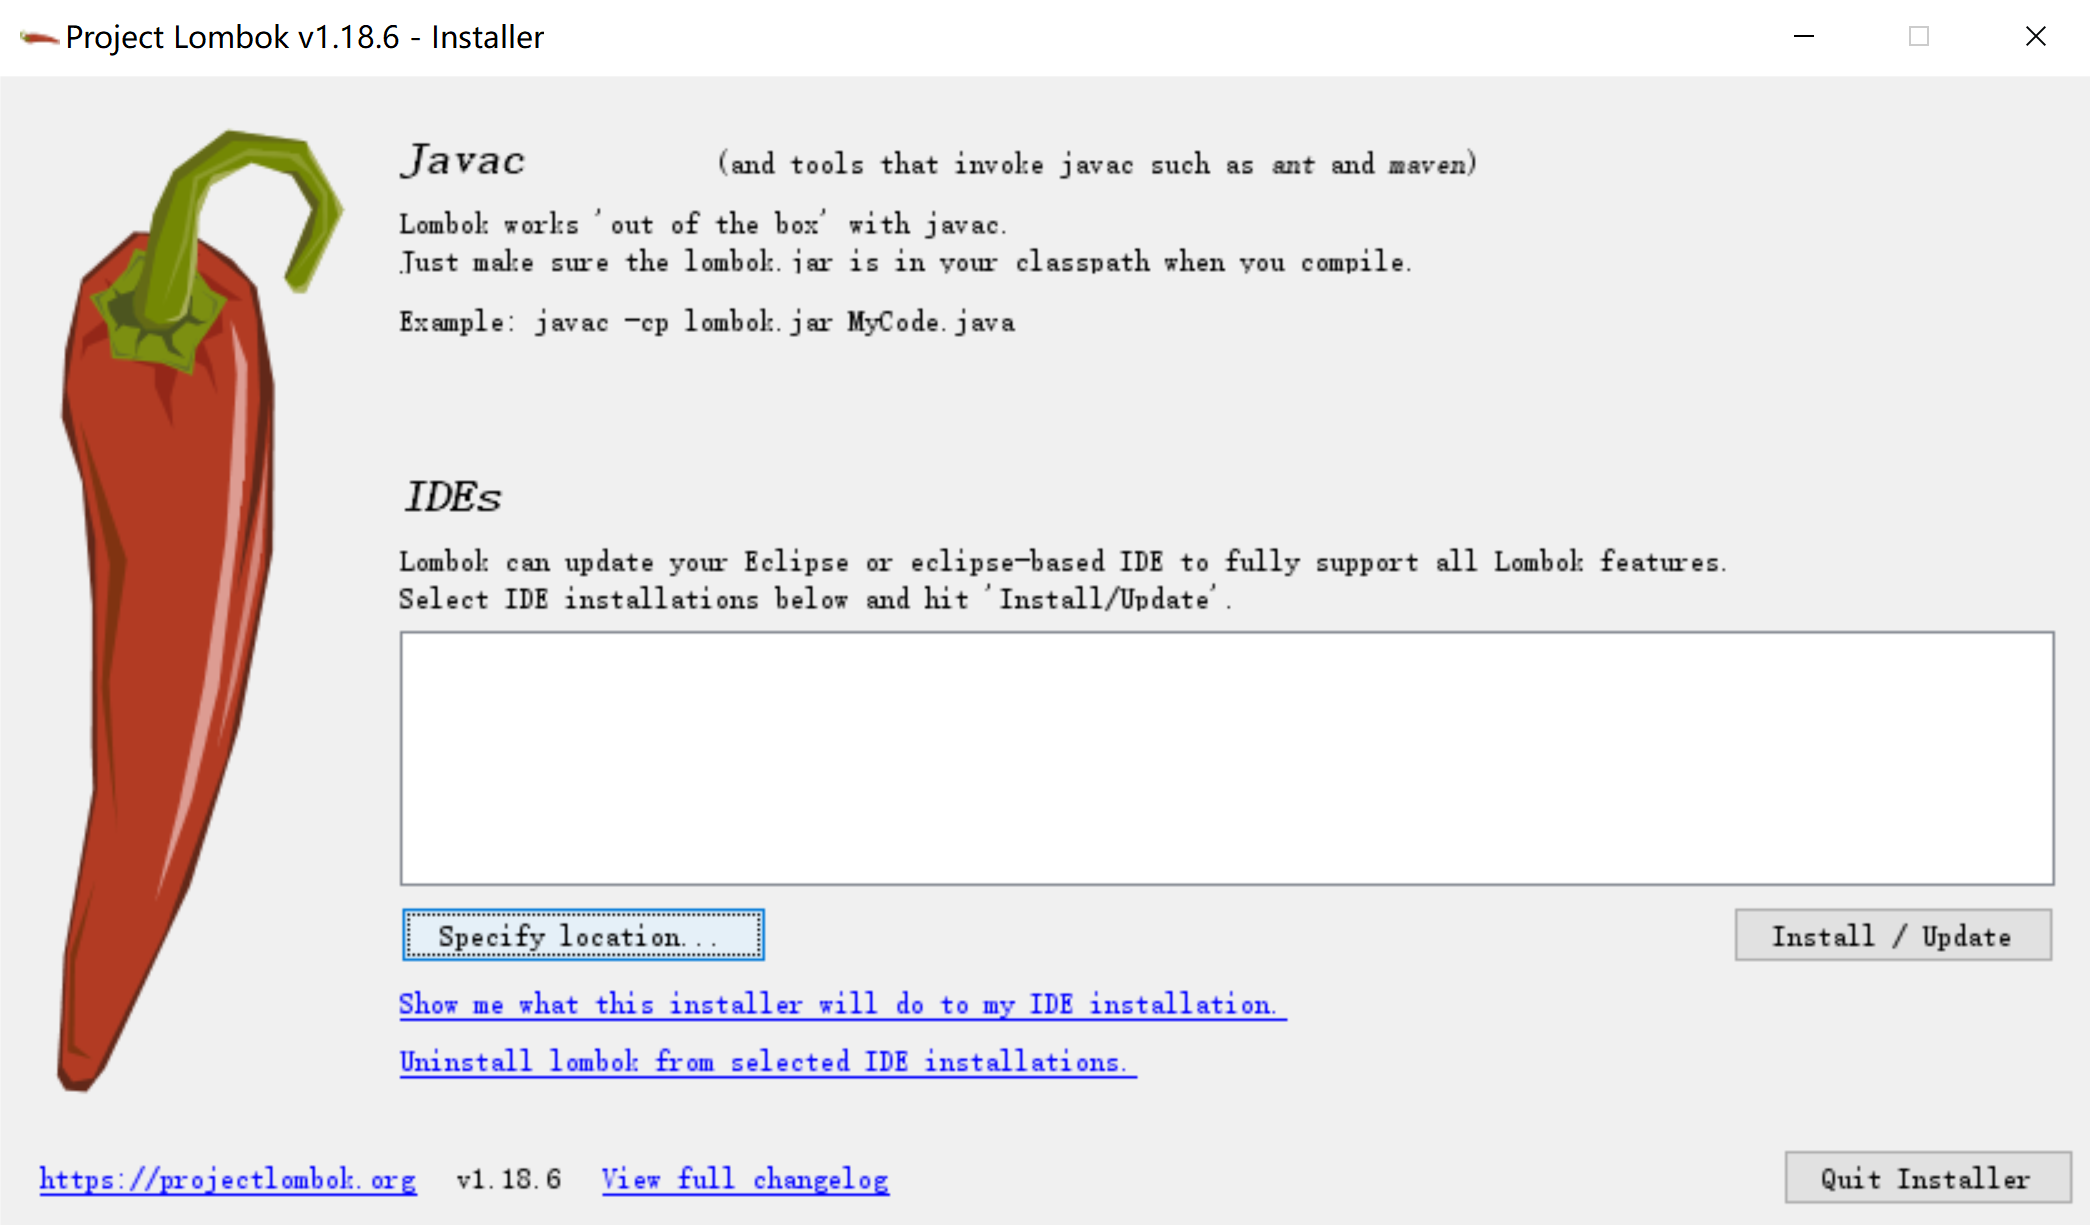 Project Lombok v1.18.6 - Installer
Javac (and tools that invoke javac such as ant and maven)
Lombok works 'out of the box' with javac.
Just make sure the lombok.jar is in your classpath when you compile.
Example: javac -cp lombok.jar MyCode.java
IDEs
Lombok can update your Eclipse or eclipse-based IDE to fully support all Lombok features.
Select IDE installations below and hit 'Install/Update'.
Specify location... Install / Update
Show me what this installer will do to my IDE installation.
Uninstall lombok from selected IDE installations.
https://projectlombok.org v1.18.6 View full changelog Quit Installer